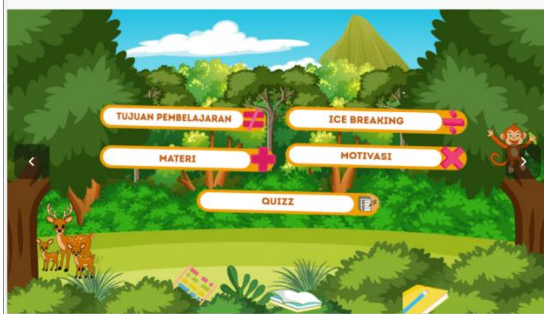 TUJUAN PEMBELAJARAN
ICE BREAKING
MATERI
MOTIVASI
QUIZZ